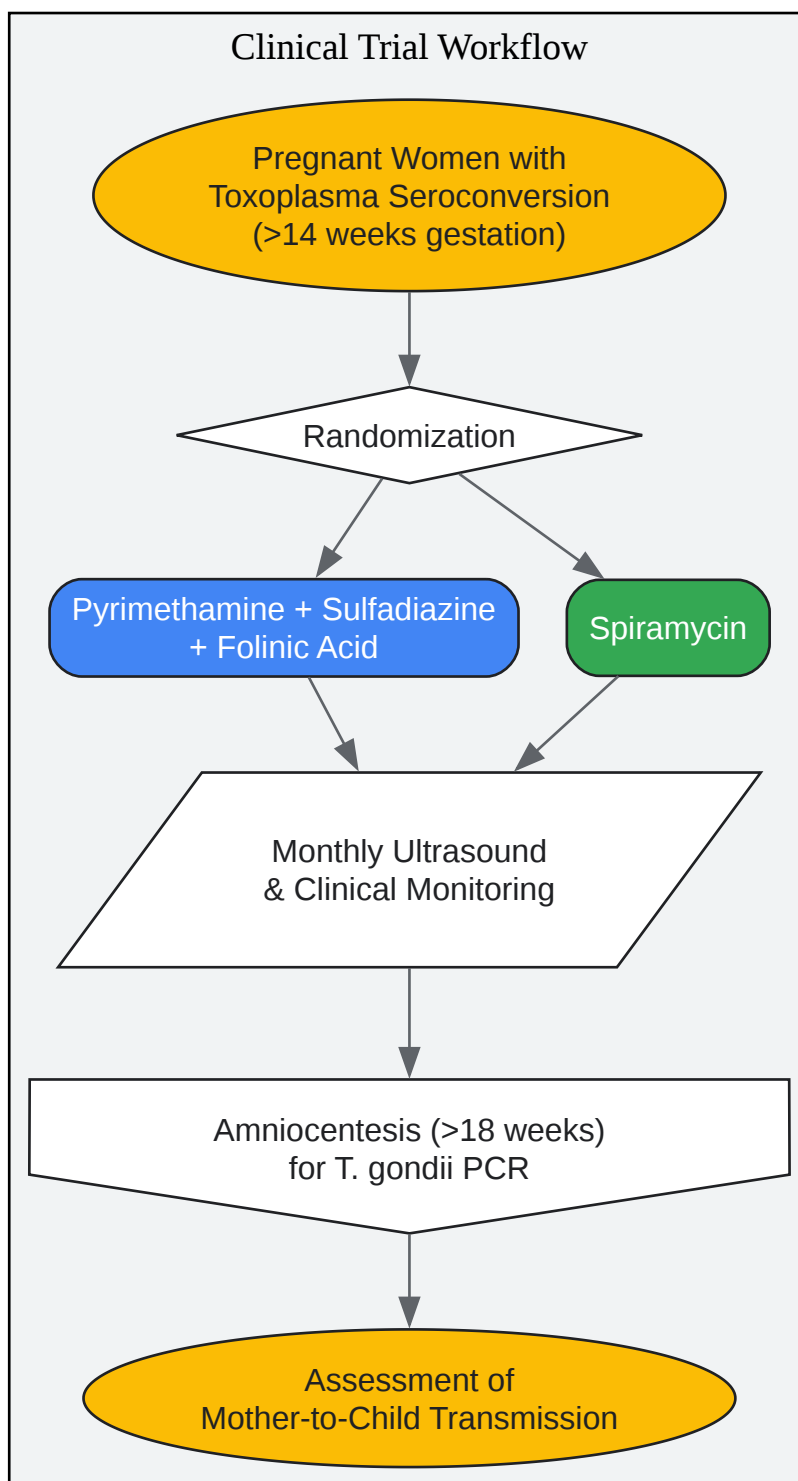 Clinical Trial Workflow
Pregnant Women with
Toxoplasma Seroconversion
(>14 weeks gestation)
Randomization
Pyrimethamine + Sulfadiazine
+ Folinic Acid
Spiramycin
Monthly Ultrasound
& Clinical Monitoring
Amniocentesis (>18 weeks)
for T. gondii PCR
Assessment of
Mother-to-Child Transmission